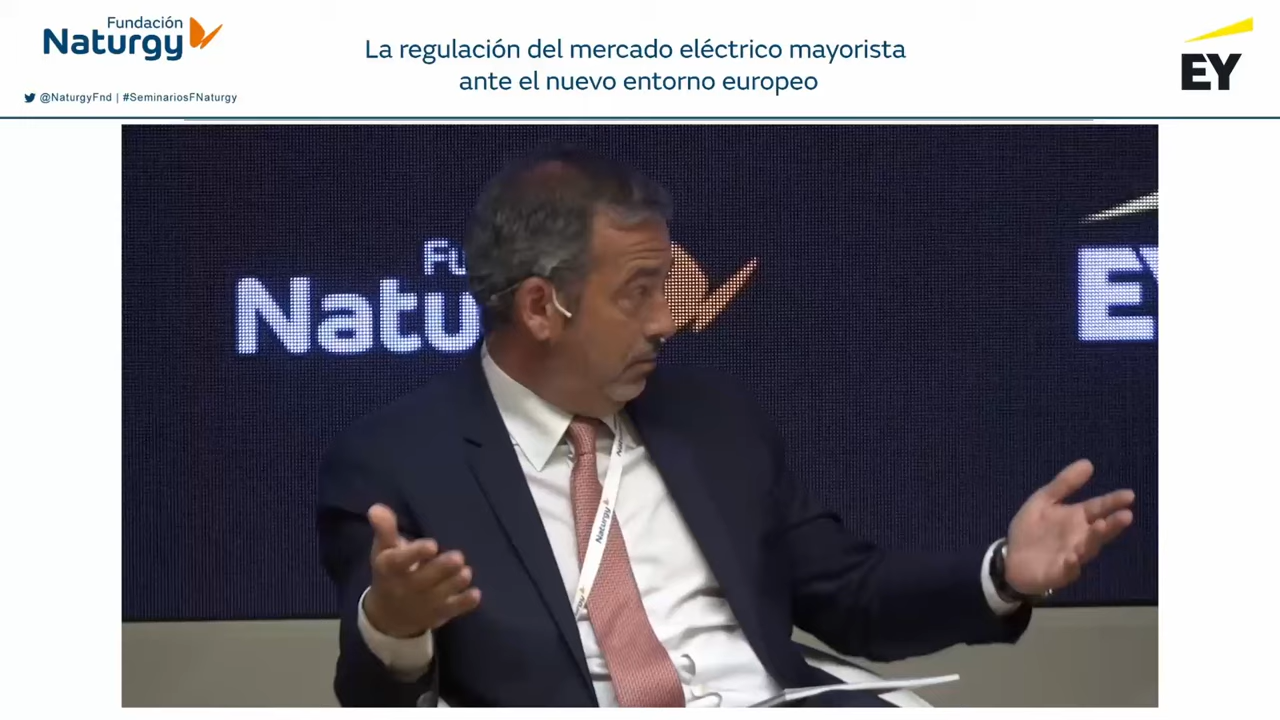 Fundación
Naturgy
@NaturgyFnd | #SeminariosFNaturgy
La regulación del mercado eléctrico mayorista
ante el nuevo entorno europeo
EY
Fu
Natu
EY
Naturgy